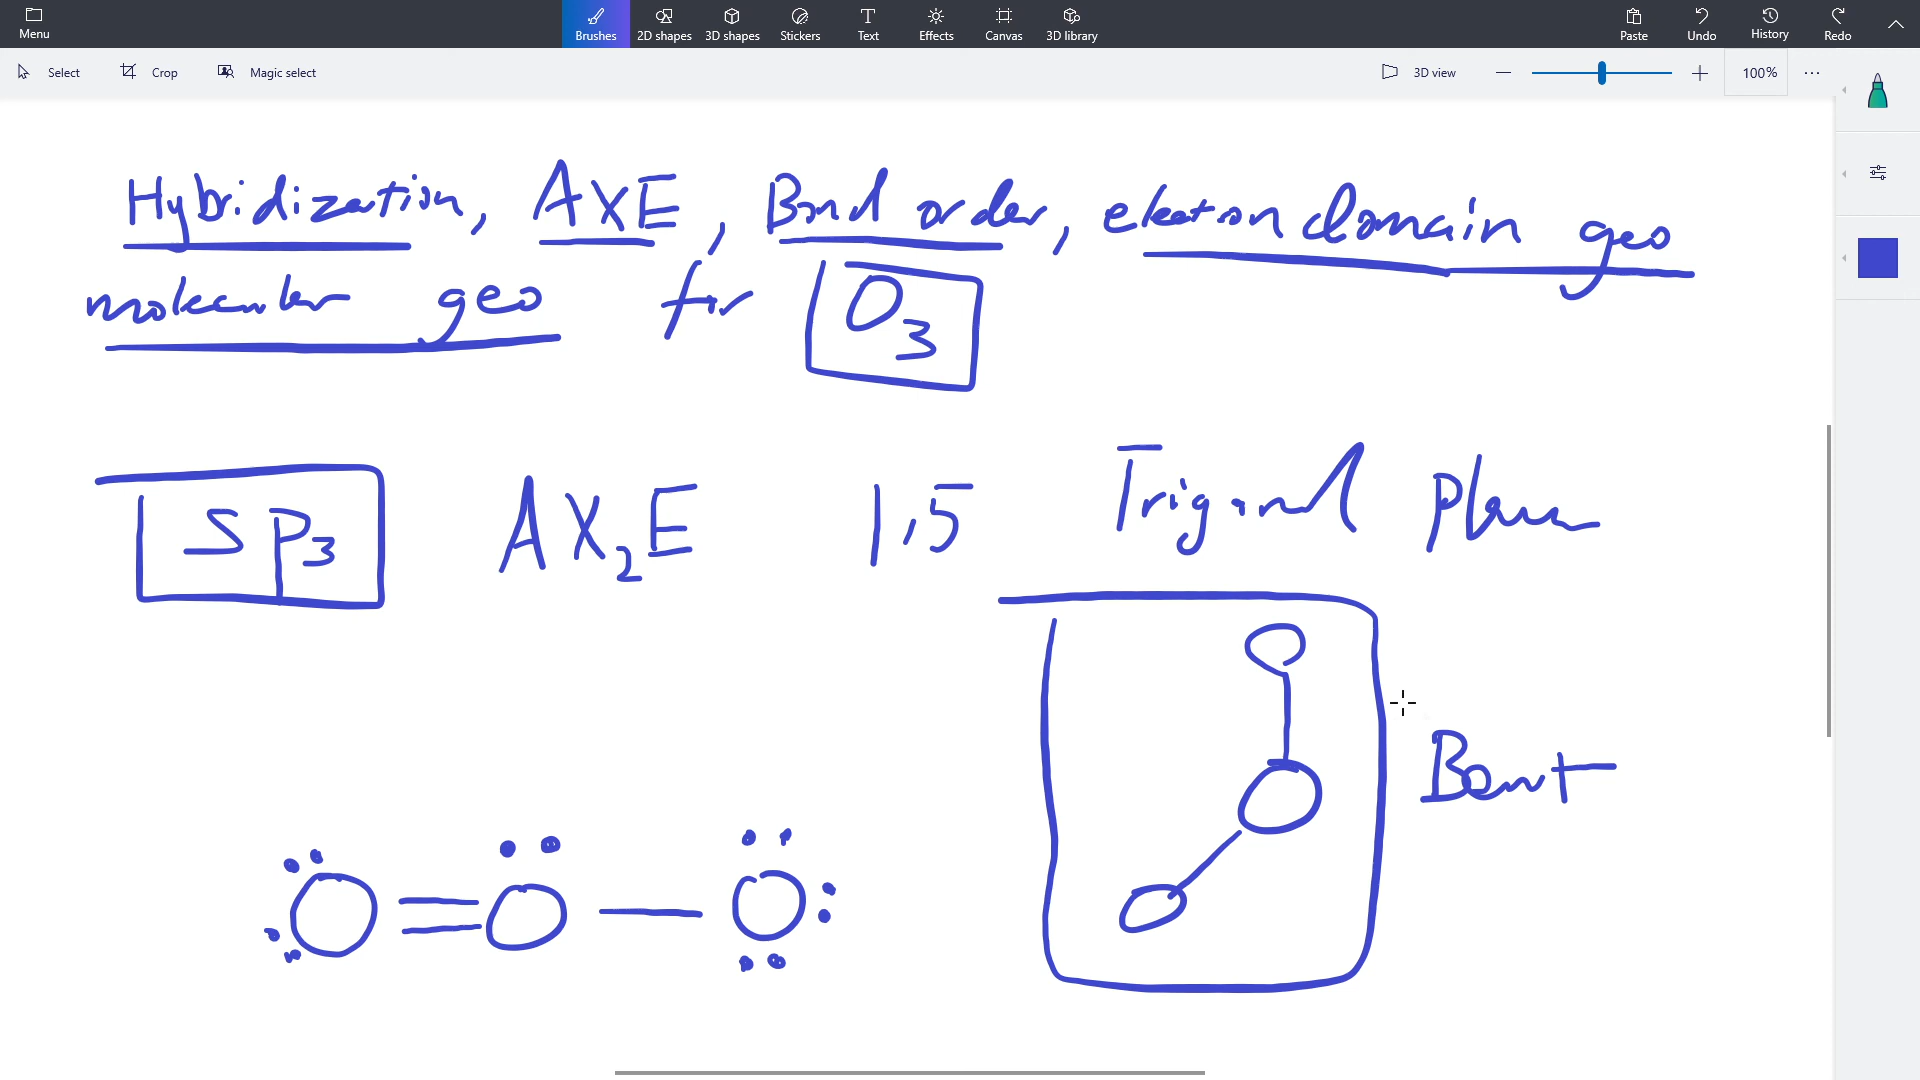 Menu
Brushes
2D shapes
3D shapes
Stickers
Text
Effects
Canvas
3D library
Paste
Undo
History
Redo
Select
Crop
Magic select
3D view
100%
Hybridization, AXE, Bond order, electron domain geo
molecular geo for O3
SP3 AX2E 1,5 Trigonal Planar
Bent
O=O-O